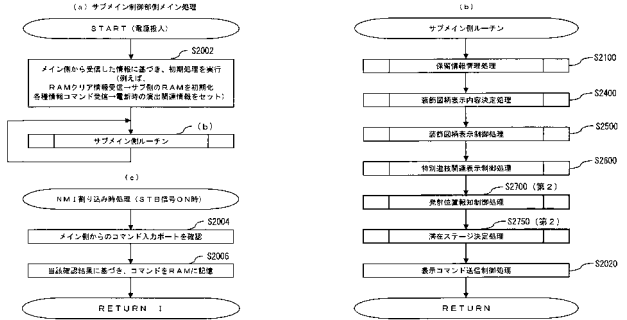 (a) サブメイン制御部側メイン処理
START(電源投入)
S2002
メイン側から受信した情報に基づき、初期処理を実行
(例えば、
RAMクリア情報受信→サブ側のRAMを初期化
各種情報コマンド受信→電断時の演出関連情報をセット)
(b)
サブメイン側ルーチン
(c)
NMI割り込み時処理(STB信号ON時)
S2004
メイン側からのコマンド入力ポートを確認
S2006
当該確認結果に基づき、コマンドをRAMに記憶
RETURN I
(b)
サブメイン側ルーチン
S2100
保留情報管理処理
S2400
装飾図柄表示内容決定処理
S2500
装飾図柄表示制御処理
S2600
特別遊技関連表示制御処理
S2700(第2)
発射位置報知制御処理
S2750(第2)
滞在ステージ決定処理
S2020
表示コマンド送信制御処理
RETURN